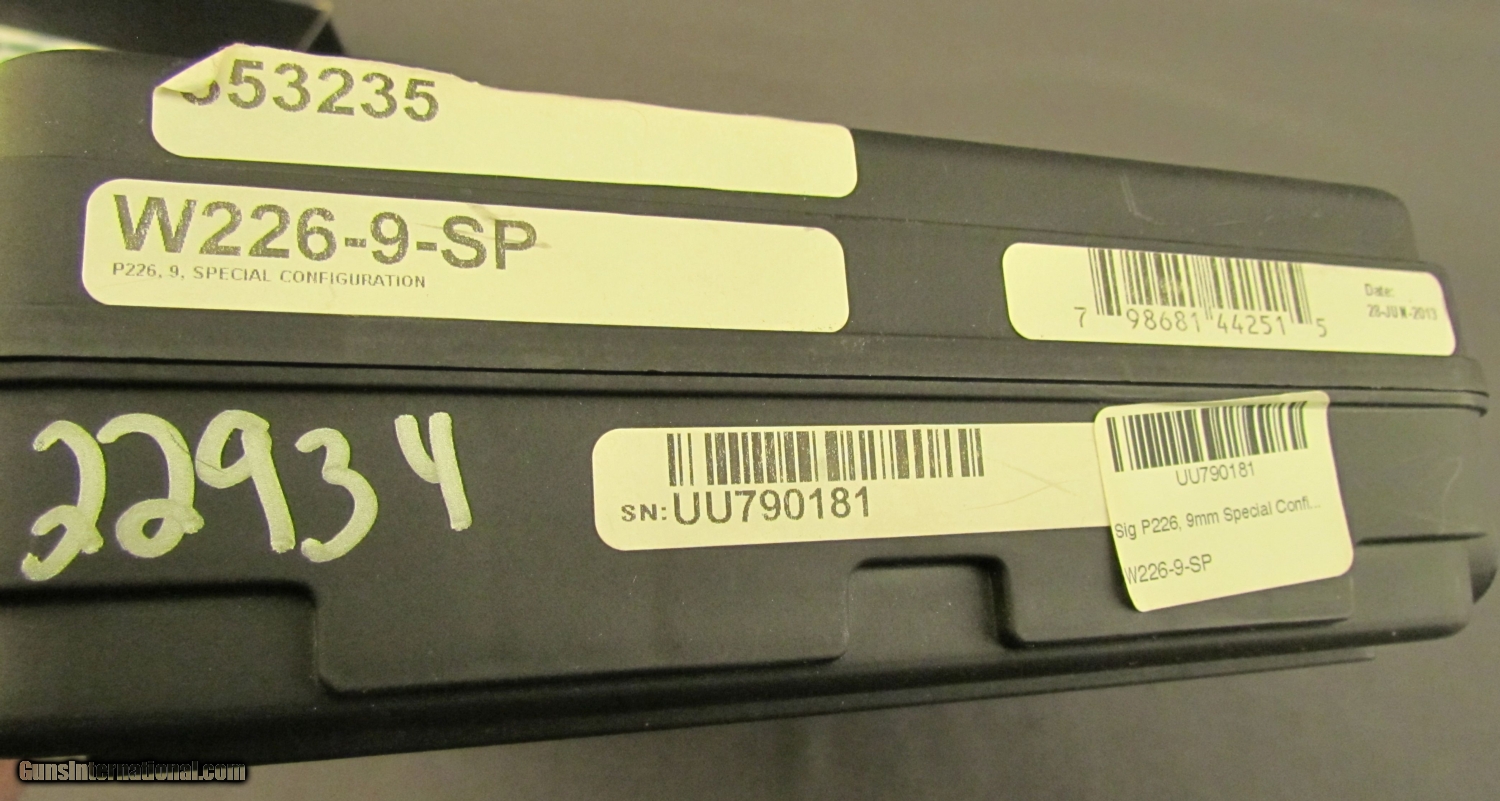 53235
W226-9-SP
P226, 9, SPECIAL CONFIGURATION
7 98681 44251 5
Date:
28-JUN-2013
22934
SN:UU790181
UU790181
Sig P226, 9mm Special Confi...
W226-9-SP
GunsInternational.com